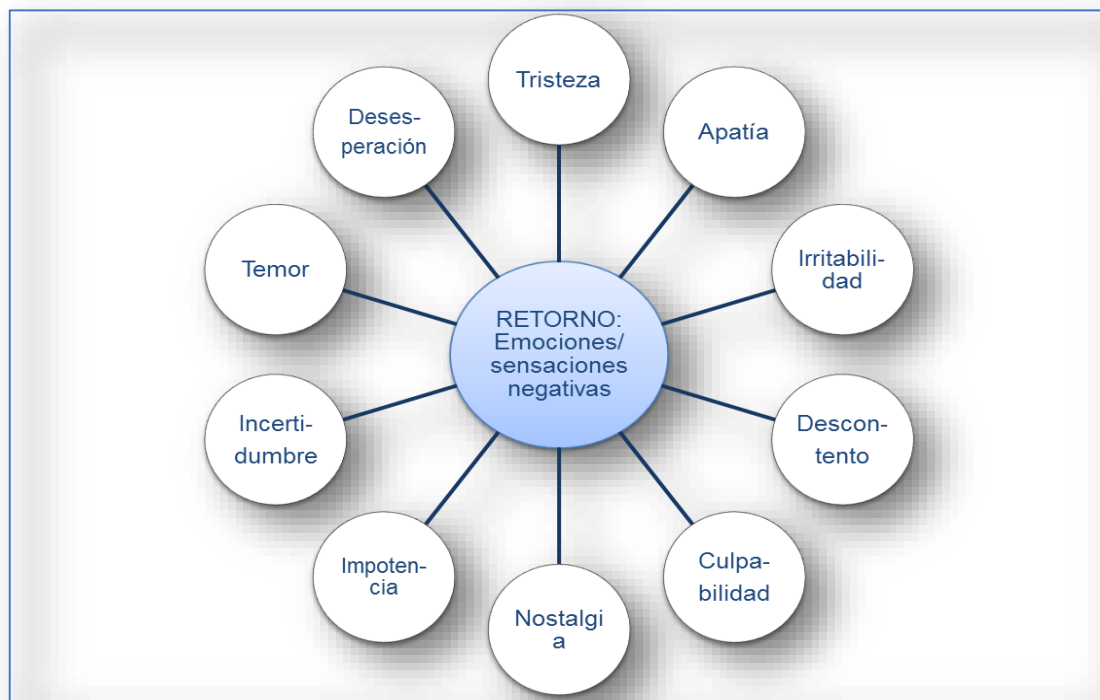 Tristeza
Apatía
Irritabili-
dad
Descon-
tento
Culpa-
bilidad
Nostalgi
a
Impoten-
cia
Incerti-
dumbre
Temor
Deses-
peración
RETORNO:
Emociones/
sensaciones
negativas